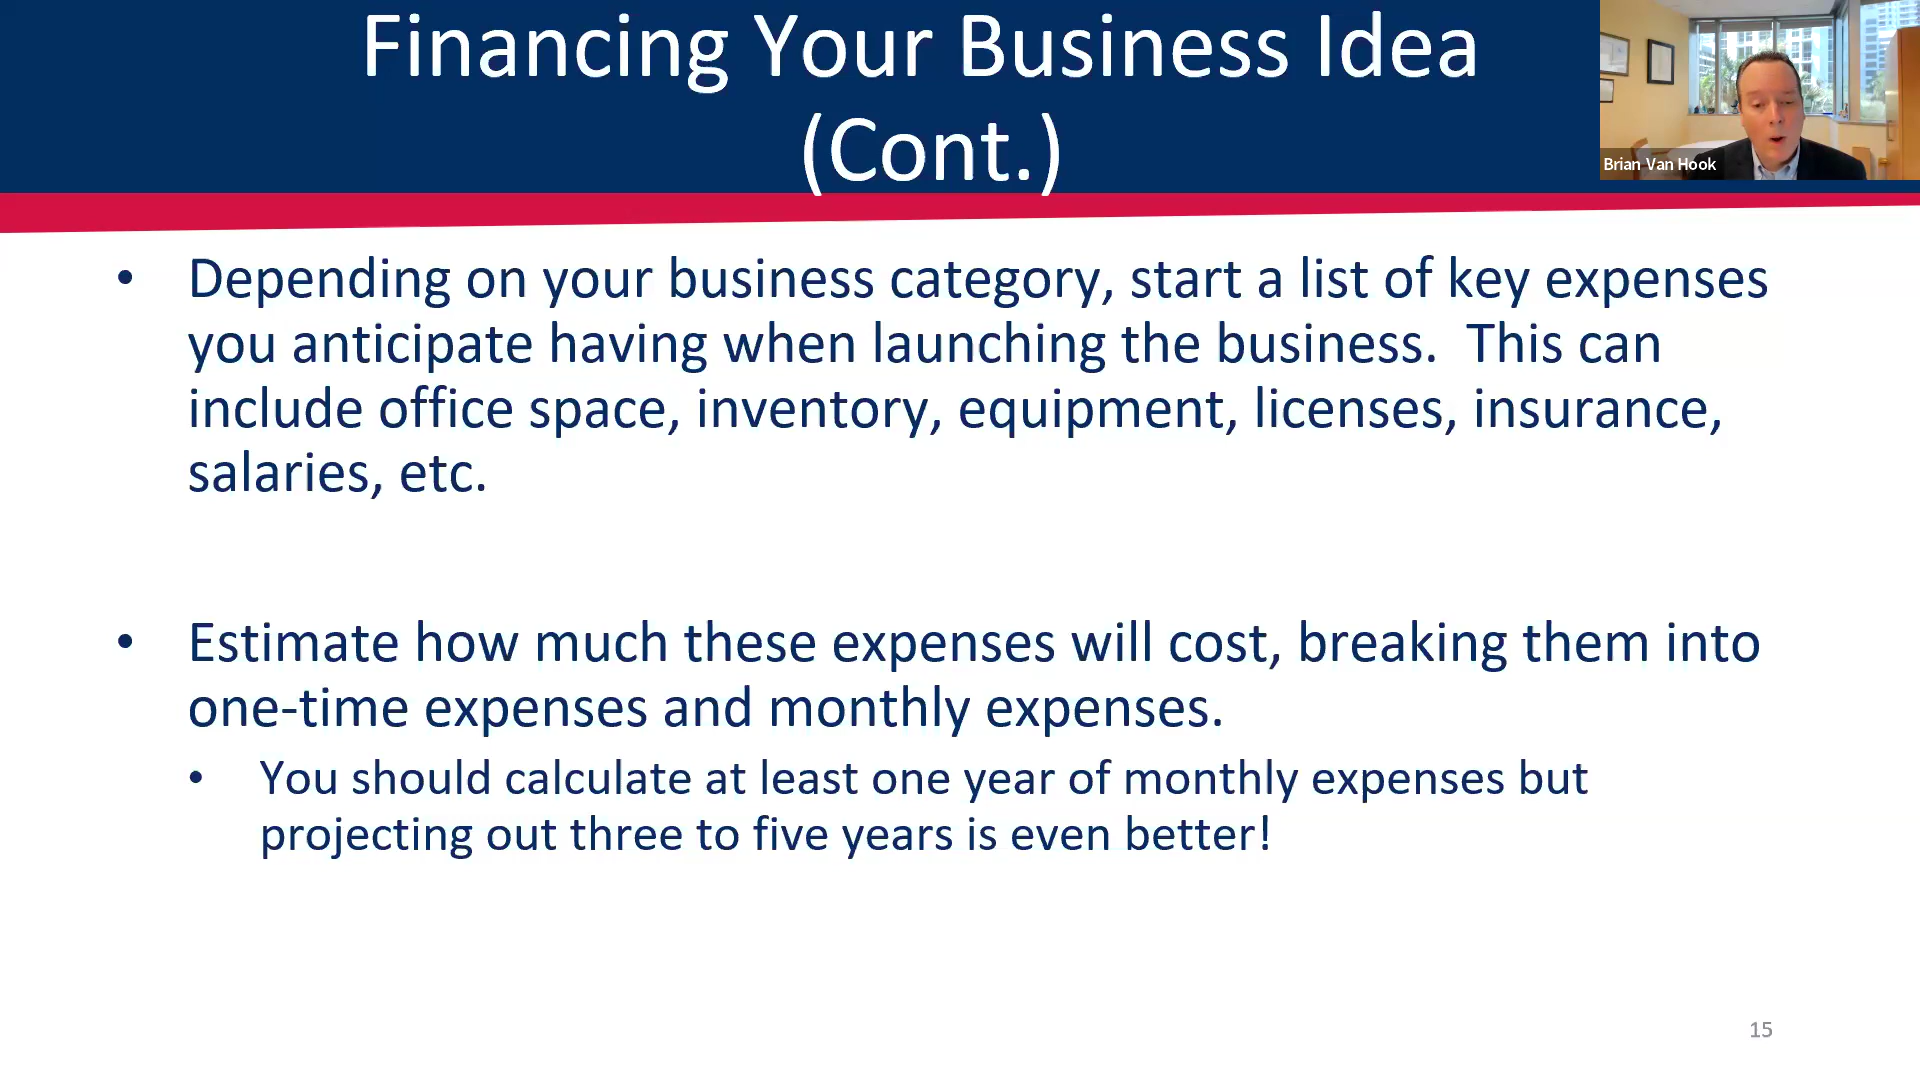 Financing Your Business Idea
(Cont.)
Brian Van Hook
• Depending on your business category, start a list of key expenses
you anticipate having when launching the business.  This can
include office space, inventory, equipment, licenses, insurance,
salaries, etc.
• Estimate how much these expenses will cost, breaking them into
one-time expenses and monthly expenses.
• You should calculate at least one year of monthly expenses but
projecting out three to five years is even better!
15